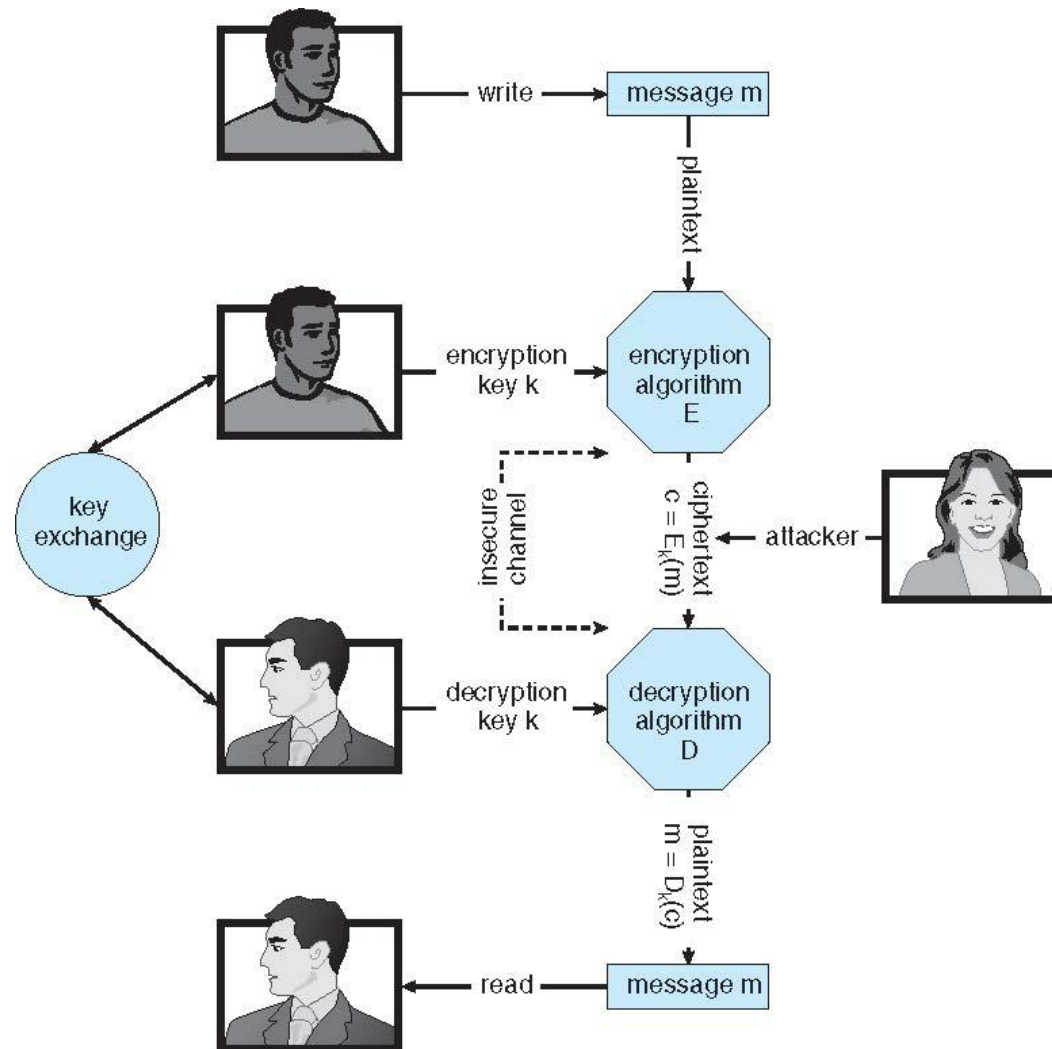 write
message m
plaintext
encryption
key k
encryption
algorithm
E
key
exchange
insecure
channel
ciphertext
c = Eₖ(m)
attacker
decryption
key k
decryption
algorithm
D
plaintext
m = Dₖ(c)
read
message m